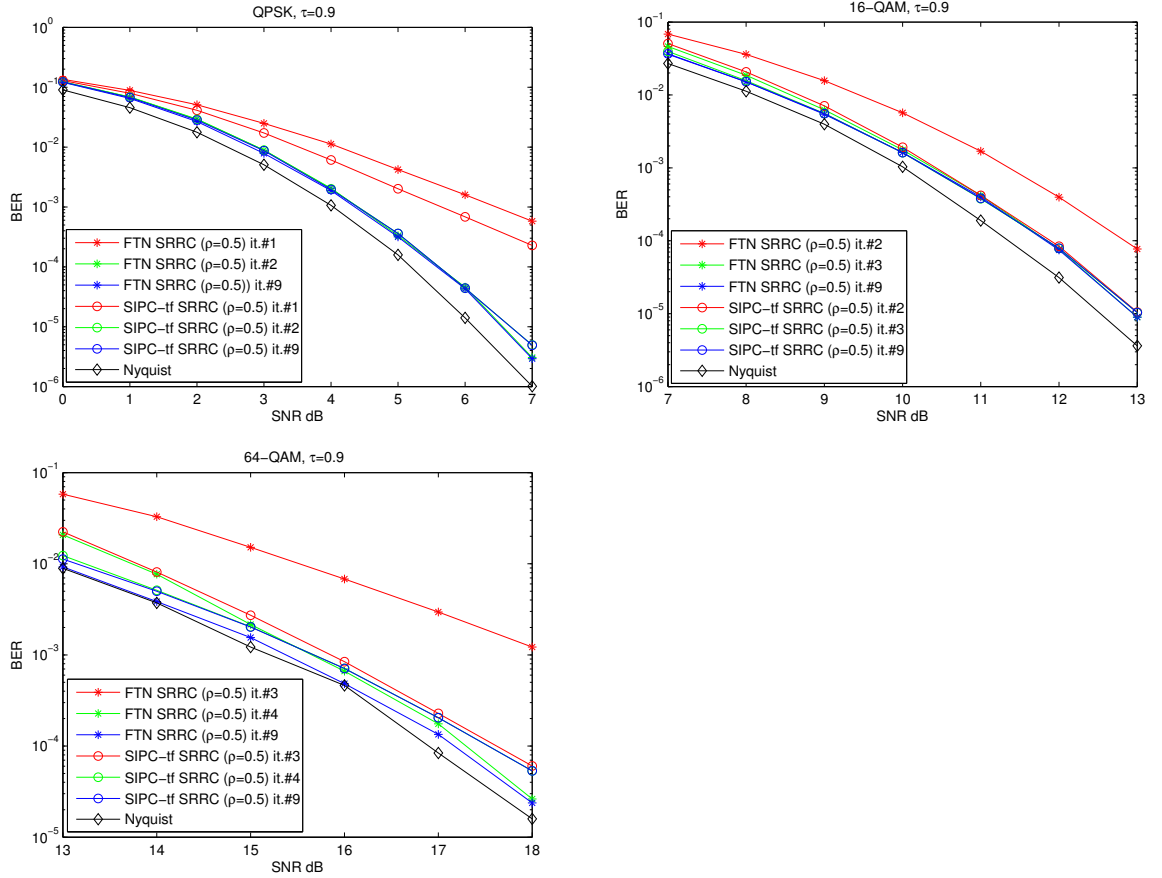 QPSK, τ=0.9
10^0
10^-1
10^-2
10^-3
10^-4
10^-5
10^-6
BER
FTN SRRC (ρ=0.5) it.#1
FTN SRRC (ρ=0.5) it.#2
FTN SRRC (ρ=0.5)) it.#9
SIPC-tf SRRC (ρ=0.5) it.#1
SIPC-tf SRRC (ρ=0.5) it.#2
SIPC-tf SRRC (ρ=0.5) it.#9
Nyquist
0 1 2 3 4 5 6 7
SNR dB
16-QAM, τ=0.9
10^-1
10^-2
10^-3
10^-4
10^-5
10^-6
BER
FTN SRRC (ρ=0.5) it.#2
FTN SRRC (ρ=0.5) it.#3
FTN SRRC (ρ=0.5) it.#9
SIPC-tf SRRC (ρ=0.5) it.#2
SIPC-tf SRRC (ρ=0.5) it.#3
SIPC-tf SRRC (ρ=0.5) it.#9
Nyquist
7 8 9 10 11 12 13
SNR dB
64-QAM, τ=0.9
10^-1
10^-2
10^-3
10^-4
10^-5
BER
FTN SRRC (ρ=0.5) it.#3
FTN SRRC (ρ=0.5) it.#4
FTN SRRC (ρ=0.5) it.#9
SIPC-tf SRRC (ρ=0.5) it.#3
SIPC-tf SRRC (ρ=0.5) it.#4
SIPC-tf SRRC (ρ=0.5) it.#9
Nyquist
13 14 15 16 17 18
SNR dB